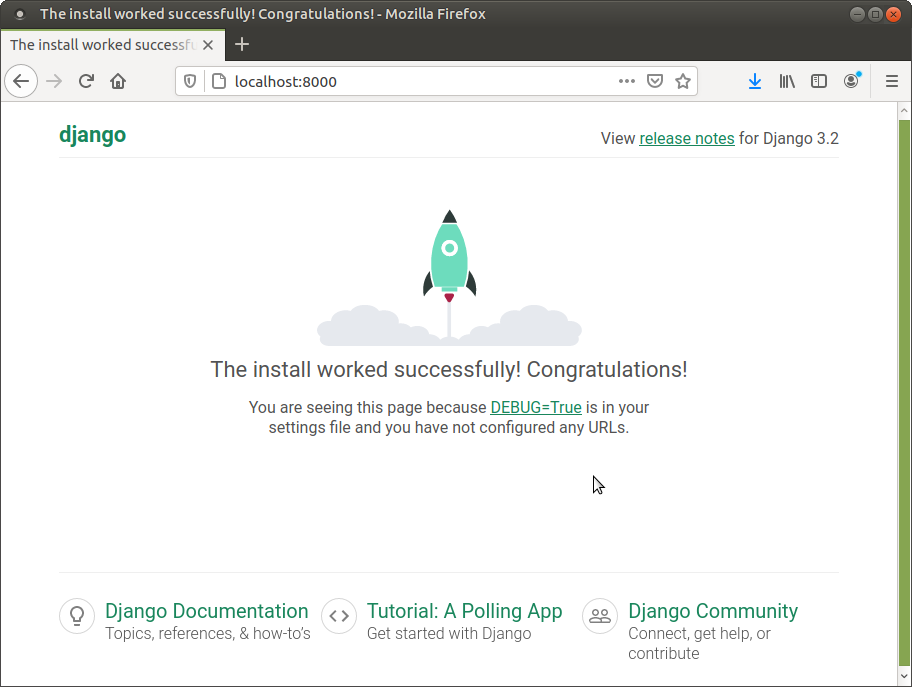 The install worked successfully! Congratulations! - Mozilla Firefox
The install worked successfu
localhost:8000
django
View release notes for Django 3.2
The install worked successfully! Congratulations!
You are seeing this page because DEBUG=True is in your
settings file and you have not configured any URLs.
Django Documentation
Topics, references, & how-to’s
Tutorial: A Polling App
Get started with Django
Django Community
Connect, get help, or
contribute